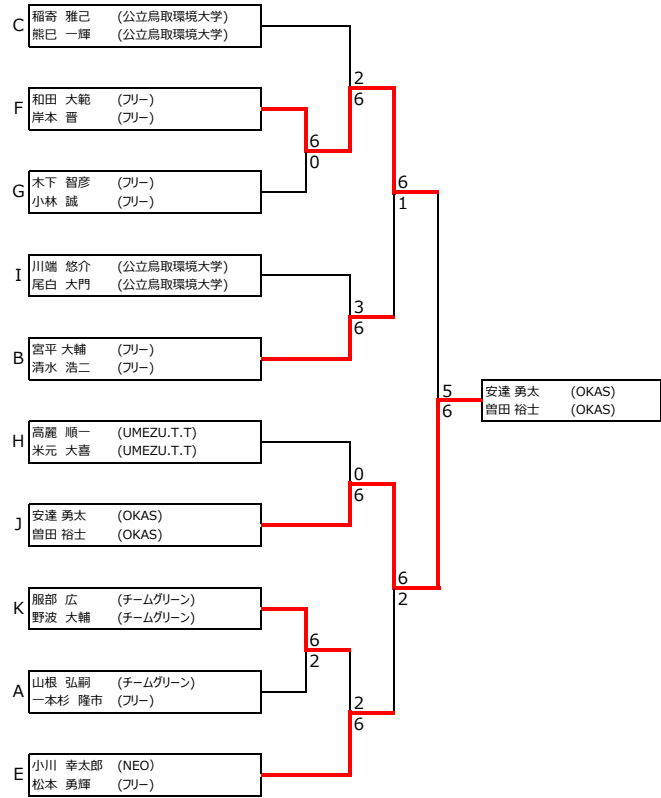 C 稲寄 雅己 (公立鳥取環境大学)
熊巳 一輝 (公立鳥取環境大学)
2
6
F 和田 大範 (フリー)
岸本 晋 (フリー)
6
0
G 木下 智彦 (フリー)
小林 誠 (フリー)
6
1
I 川端 悠介 (公立鳥取環境大学)
尾白 大門 (公立鳥取環境大学)
3
6
B 宮平 大輔 (フリー)
清水 浩二 (フリー)
5
6
安達 勇太 (OKAS)
曽田 裕士 (OKAS)
H 高麗 順一 (UMEZU.T.T)
米元 大喜 (UMEZU.T.T)
0
6
J 安達 勇太 (OKAS)
曽田 裕士 (OKAS)
6
2
K 服部 広 (チームグリーン)
野波 大輔 (チームグリーン)
6
2
A 山根 弘嗣 (チームグリーン)
一本杉 隆市 (フリー)
2
6
E 小川 幸太郎 (NEO)
松本 勇輝 (フリー)